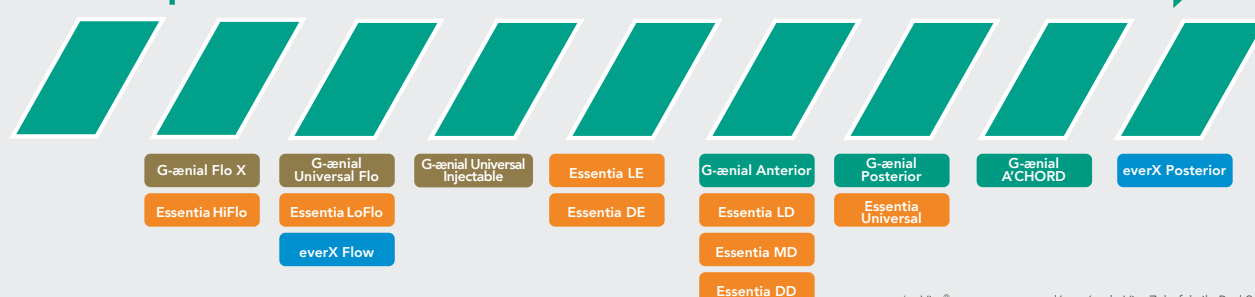 G-ænial Flo X
G-ænial
Universal Flo
G-ænial Universal
Injectable
Essentia LE
G-ænial Anterior
G-ænial
Posterior
G-ænial
A'CHORD
everX Posterior
Essentia HiFlo
Essentia LoFlo
Essentia DE
Essentia LD
Essentia
Universal
everX Flow
Essentia MD
Essentia DD